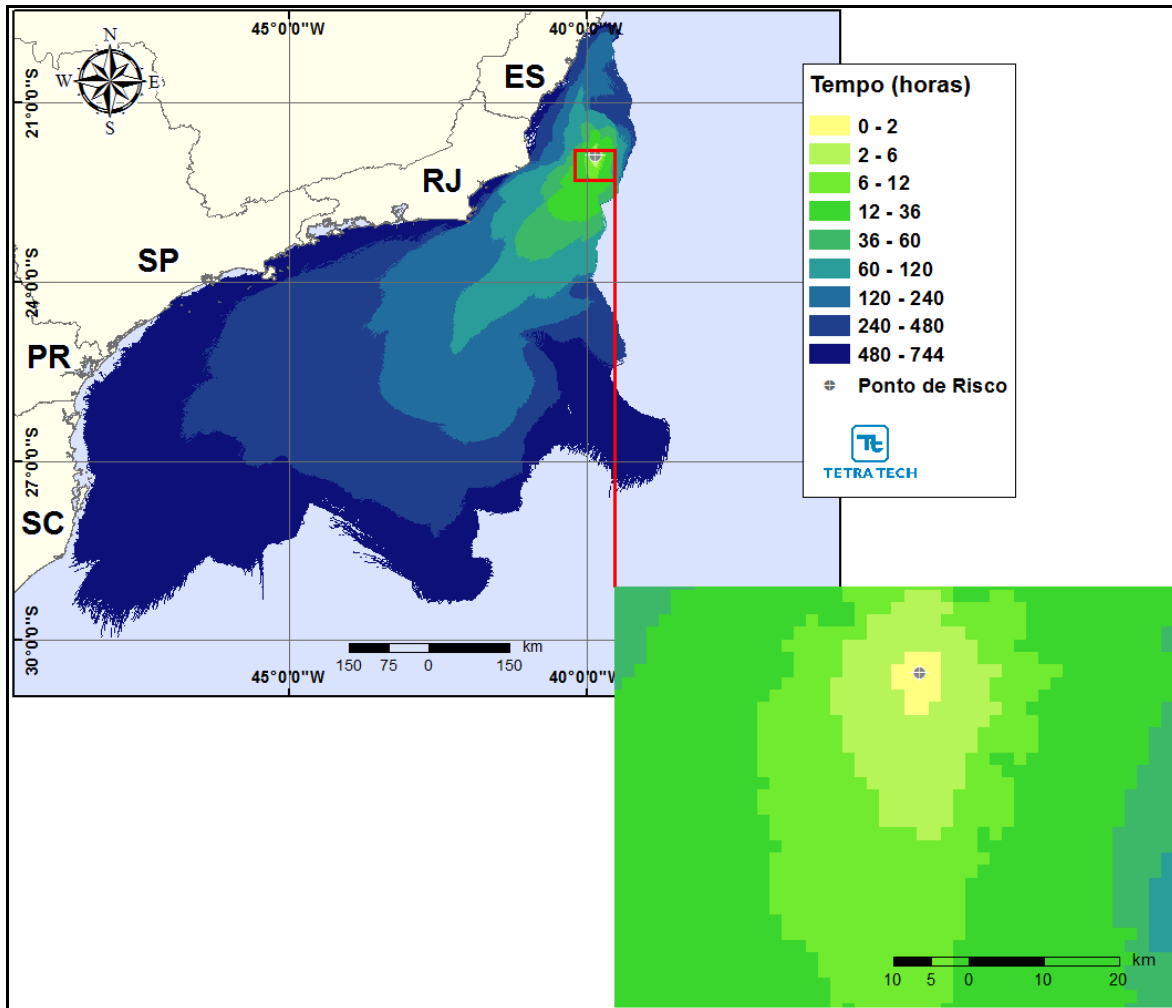 45°0'0"W
40°0'0"W
N
W
E
S
ES
21°0'0"S
RJ
SP
24°0'0"S
PR
27°0'0"S
SC
30°0'0"S
150 75 0 150 km
45°0'0"W
40°0'0"W
Tempo (horas)
0 - 2
2 - 6
6 - 12
12 - 36
36 - 60
60 - 120
120 - 240
240 - 480
480 - 744
Ponto de Risco
Tt
TETRA TECH
10 5 0 10 20 km